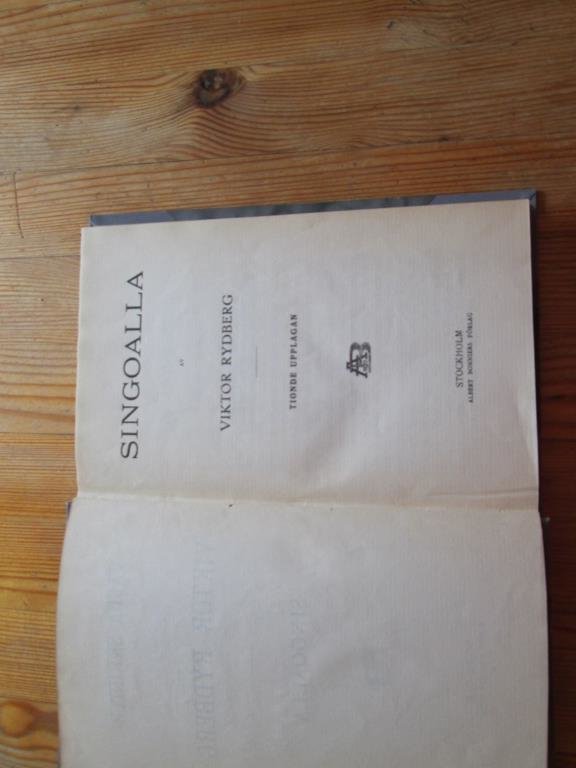 SINGOALLA
AV
VIKTOR RYDBERG
TIONDE UPPLAGAN
STOCKHOLM
ALBERT BONNIERS FÖRLAG